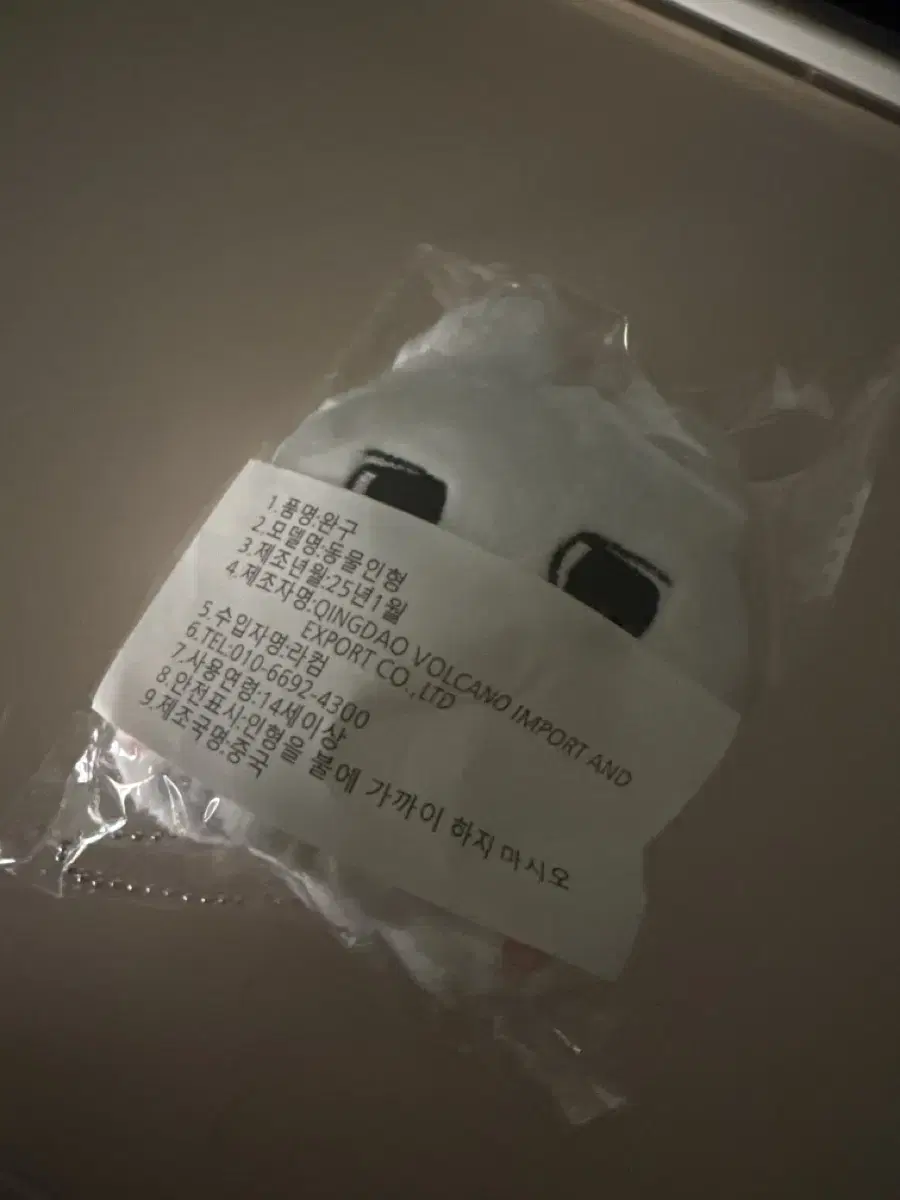 1.품명:완구
2.모델명:동물인형
3.제조년월:25년1월
4.제조자명:QINGDAO VOLCANO IMPORT AND
EXPORT CO.,LTD
5.수입자명:라컴
6.TEL:010-6692-4300
7.사용연령:14세이상
8.안전표시:인형을 불에 가까이 하지 마시오
9.제조국명:중국